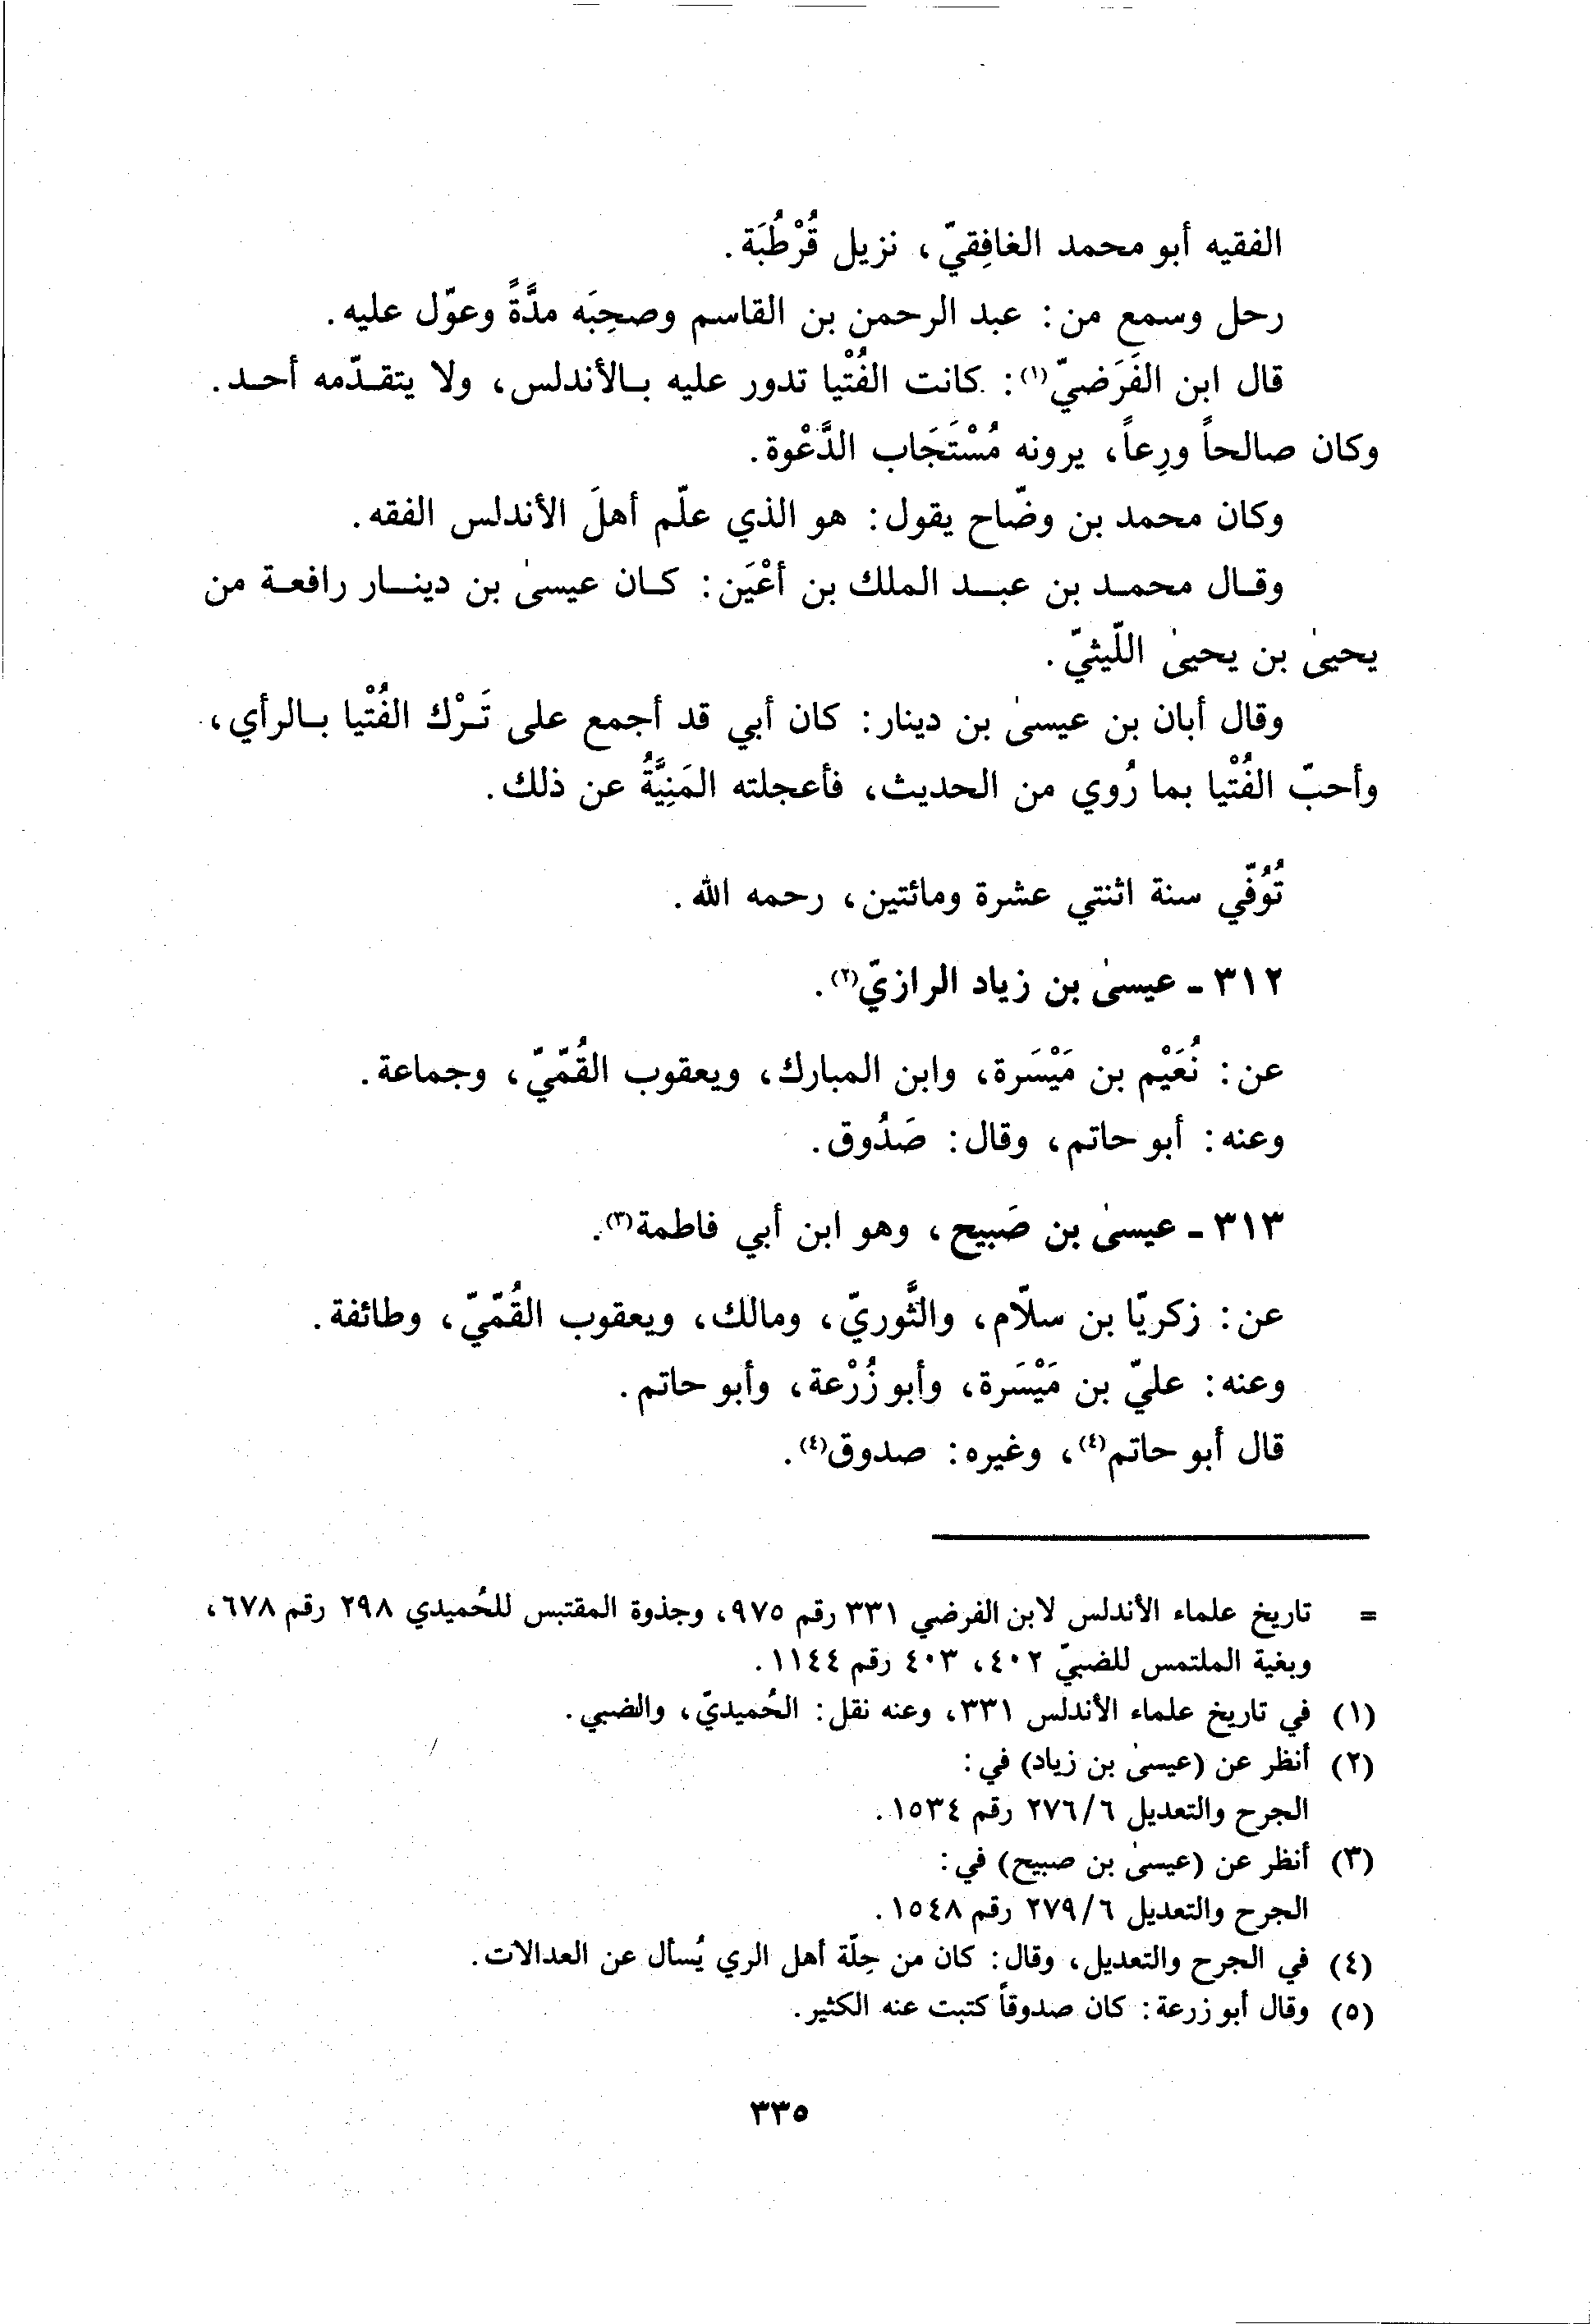 الفقيه أبو محمد الغافِقيّ، نزيل قُرْطُبَة.
رحل وسمع من: عبد الرحمن بن القاسم وصحِبَه مدَّةً وعوّل عليه.
قال ابن الفَرَضيّ(١): كانت الفُتْيا تدور عليه بالأندلس، ولا يتقدّمه أحد.
وكان صالحاً ورِعاً، يرونه مُسْتَجَاب الدَّعْوة.
وكان محمد بن وضّاح يقول: هو الذي علّم أهلَ الأندلس الفقه.
وقال محمد بن عبد الملك بن أَعْيَن: كان عيسىٰ بن دينار رافعة من
يحيىٰ بن يحيىٰ اللّيثيّ.
وقال أبان بن عيسىٰ بن دينار: كان أبي قد أجمع على تَرْك الفُتْيا بالرأي،
وأحبّ الفُتْيا بما رُوي من الحديث، فأعجلته المَنِيَّةُ عن ذلك.
تُوُفّي سنة اثنتي عشرة ومائتين، رحمه الله.
٣١٢ - عيسىٰ بن زياد الرازيّ(٢).
عن: نُعَيْم بن مَيْسَرة، وابن المبارك، ويعقوب القُمّيّ، وجماعة.
وعنه: أبو حاتم، وقال: صَدُوق.
٣١٣ - عيسىٰ بن صَبيح، وهو ابن أبي فاطمة(٣).
عن: زكريّا بن سلّام، والثَّوريّ، ومالك، ويعقوب القُمّيّ، وطائفة.
وعنه: عليّ بن مَيْسَرة، وأبو زُرْعة، وأبو حاتم.
قال أبو حاتم(٤)، وغيره: صدوق(٤).
= تاريخ علماء الأندلس لابن الفرضي ٣٣١ رقم ٩٧٥، وجذوة المقتبس للحُميدي ٢٩٨ رقم ٦٧٨،
وبغية الملتمس للضبيّ ٤٠٢، ٤٠٣ رقم ١١٤٤.
(١) في تاريخ علماء الأندلس ٣٣١، وعنه نقل: الحُميديّ، والضبي.
(٢) أنظر عن (عيسىٰ بن زياد) في:
الجرح والتعديل ٢٧٦/٦ رقم ١٥٣٤.
(٣) أنظر عن (عيسىٰ بن صبيح) في:
الجرح والتعديل ٢٧٩/٦ رقم ١٥٤٨.
(٤) في الجرح والتعديل، وقال: كان من جِلّة أهل الري يُسأل عن العدالات.
(٥) وقال أبو زرعة: كان صدوقاً كتبت عنه الكثير.
٣٣٥